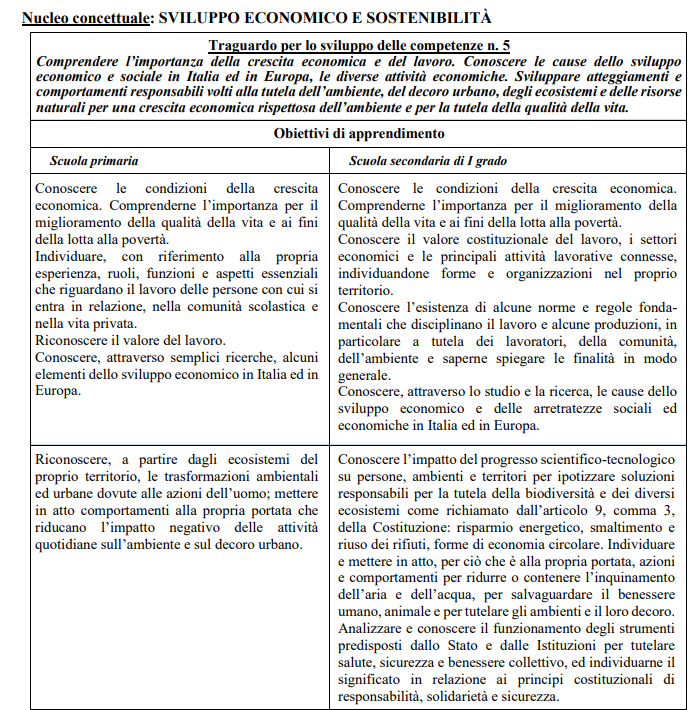 Nucleo concettuale: SVILUPPO ECONOMICO E SOSTENIBILITÀ
Traguardo per lo sviluppo delle competenze n. 5
Comprendere l’importanza della crescita economica e del lavoro. Conoscere le cause dello sviluppo
economico e sociale in Italia ed in Europa, le diverse attività economiche. Sviluppare atteggiamenti e
comportamenti responsabili volti alla tutela dell’ambiente, del decoro urbano, degli ecosistemi e delle risorse
naturali per una crescita economica rispettosa dell’ambiente e per la tutela della qualità della vita.
Obiettivi di apprendimento
Scuola primaria
Scuola secondaria di I grado
Conoscere le condizioni della crescita
economica. Comprenderne l’importanza per il
miglioramento della qualità della vita e ai fini
della lotta alla povertà.
Individuare, con riferimento alla propria
esperienza, ruoli, funzioni e aspetti essenziali
che riguardano il lavoro delle persone con cui si
entra in relazione, nella comunità scolastica e
nella vita privata.
Riconoscere il valore del lavoro.
Conoscere, attraverso semplici ricerche, alcuni
elementi dello sviluppo economico in Italia ed in
Europa.
Conoscere le condizioni della crescita economica.
Comprenderne l’importanza per il miglioramento della
qualità della vita e ai fini della lotta alla povertà.
Conoscere il valore costituzionale del lavoro, i settori
economici e le principali attività lavorative connesse,
individuandone forme e organizzazioni nel proprio
territorio.
Conoscere l’esistenza di alcune norme e regole fonda-
mentali che disciplinano il lavoro e alcune produzioni, in
particolare a tutela dei lavoratori, della comunità,
dell’ambiente e saperne spiegare le finalità in modo
generale.
Conoscere, attraverso lo studio e la ricerca, le cause dello
sviluppo economico e delle arretratezze sociali ed
economiche in Italia ed in Europa.
Riconoscere, a partire dagli ecosistemi del
proprio territorio, le trasformazioni ambientali
ed urbane dovute alle azioni dell’uomo; mettere
in atto comportamenti alla propria portata che
riducano l’impatto negativo delle attività
quotidiane sull’ambiente e sul decoro urbano.
Conoscere l’impatto del progresso scientifico-tecnologico
su persone, ambienti e territori per ipotizzare soluzioni
responsabili per la tutela della biodiversità e dei diversi
ecosistemi come richiamato dall’articolo 9, comma 3,
della Costituzione: risparmio energetico, smaltimento e
riuso dei rifiuti, forme di economia circolare. Individuare
e mettere in atto, per ciò che è alla propria portata, azioni
e comportamenti per ridurre o contenere l’inquinamento
dell’aria e dell’acqua, per salvaguardare il benessere
umano, animale e per tutelare gli ambienti e il loro decoro.
Analizzare e conoscere il funzionamento degli strumenti
predisposti dallo Stato e dalle Istituzioni per tutelare
salute, sicurezza e benessere collettivo, ed individuarne il
significato in relazione ai principi costituzionali di
responsabilità, solidarietà e sicurezza.